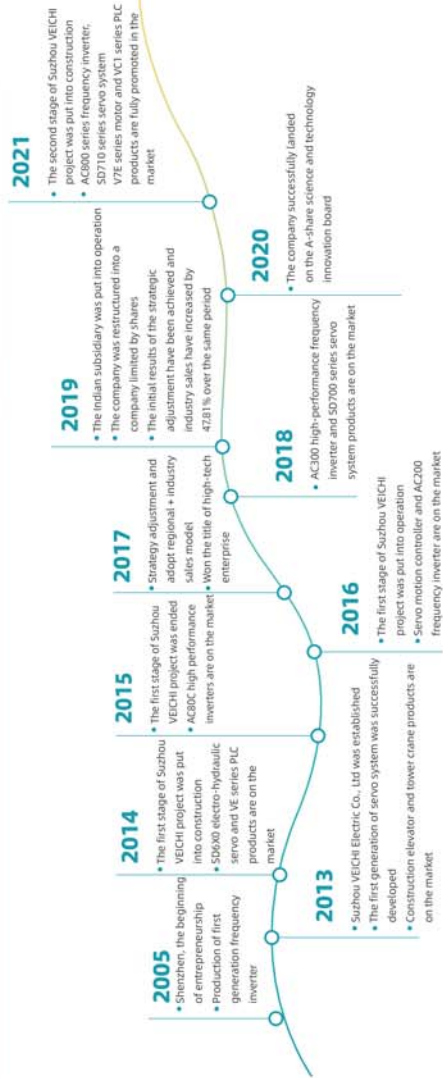 2005
• Shenzhen, the beginning
of entrepreneurship
• Production of first
generation frequency
inverter
2013
• Suzhou VEICHI Electric Co., Ltd was established
• The first generation of servo system was successfully
developed
• Construction elevator and tower crane products are
on the market
2014
• The first stage of Suzhou
VEICHI project was put
into construction
• SD6X0 electro-hydraulic
servo and VE series PLC
products are on the
market
2015
• The first stage of Suzhou
VEICHI project was ended
• AC80C high performance
inverters are on the market
2016
• The first stage of Suzhou VEICHI
project was put into operation
• Servo motion controller and AC200
frequency inverter are on the market
2017
• Strategy adjustment and
adopt regional + industry
sales model
• Won the title of high-tech
enterprise
2018
• AC300 high-performance frequency
inverter and SD700 series servo
system products are on the market
2019
• The Indian subsidiary was put into operation
• The company was restructured into a
company limited by shares
• The initial results of the strategic
adjustment have been achieved and
industry sales have increased by
47.81% over the same period
2020
• The company successfully landed
on the A-share science and technology
innovation board
2021
• The second stage of Suzhou VEICHI
project was put into construction
• AC800 series frequency inverter,
SD710 series servo system
V7E series motor and VC1 series PLC
products are fully promoted in the
market